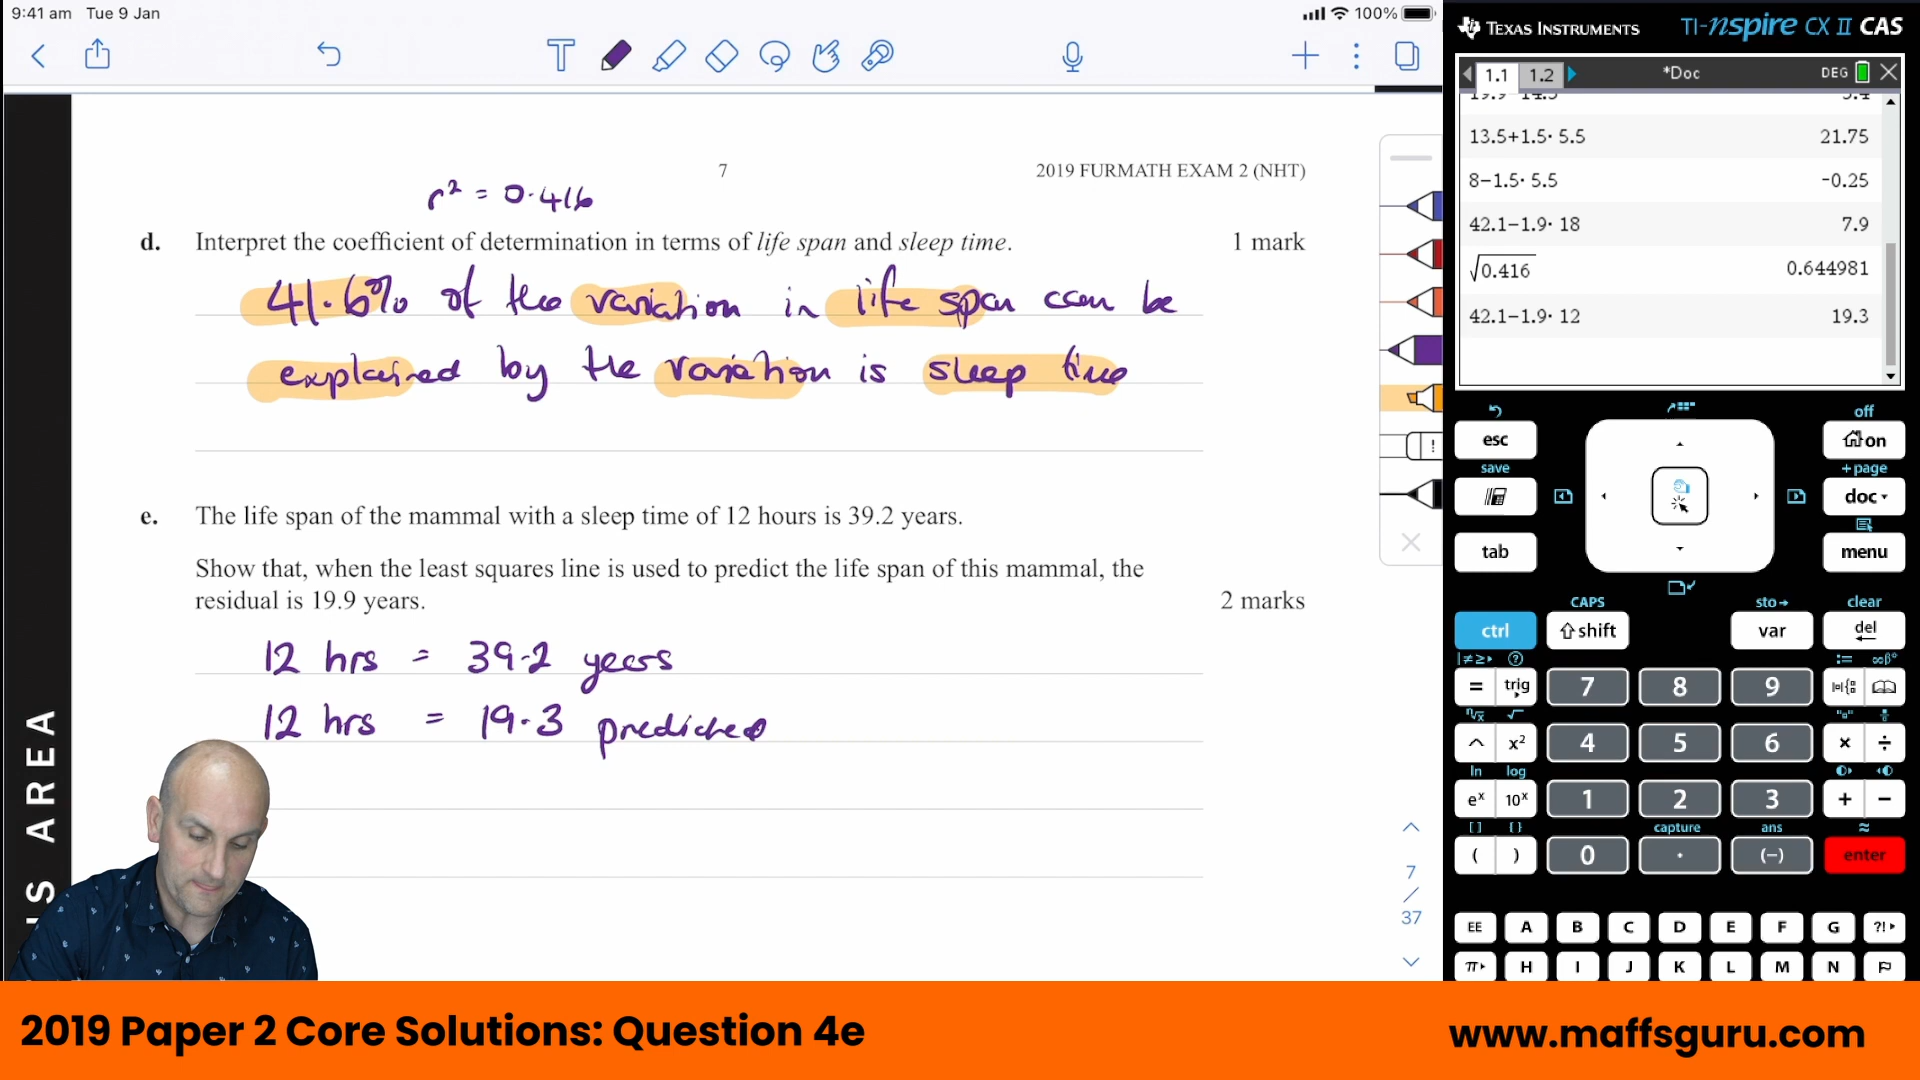 9:41 am Tue 9 Jan 100%
7 2019 FURMATH EXAM 2 (NHT)
r² = 0.416
d. Interpret the coefficient of determination in terms of life span and sleep time. 1 mark
41.6% of the variation in life span can be
explained by the variation is sleep time
e. The life span of the mammal with a sleep time of 12 hours is 39.2 years.
Show that, when the least squares line is used to predict the life span of this mammal, the
residual is 19.9 years. 2 marks
12 hrs = 39.2 years
12 hrs = 19.3 predicted
AREA
7
/
37
TEXAS INSTRUMENTS TI-nspire CX II CAS
1.1 1.2 *Doc DEG
13.5+1.5·5.5 21.75
8−1.5·5.5 -0.25
42.1−1.9·18 7.9
√0.416 0.644981
42.1−1.9·12 19.3
off
esc on
save +page
doc
tab menu
CAPS sto→ clear
ctrl shift var del
= trig 7 8 9
^ x² 4 5 6 × ÷
ln log
eˣ 10ˣ 1 2 3 + −
[] {} capture ans ≈
( ) 0 . (−) enter
EE A B C D E F G ?!
π H I J K L M N
2019 Paper 2 Core Solutions: Question 4e
www.maffsguru.com